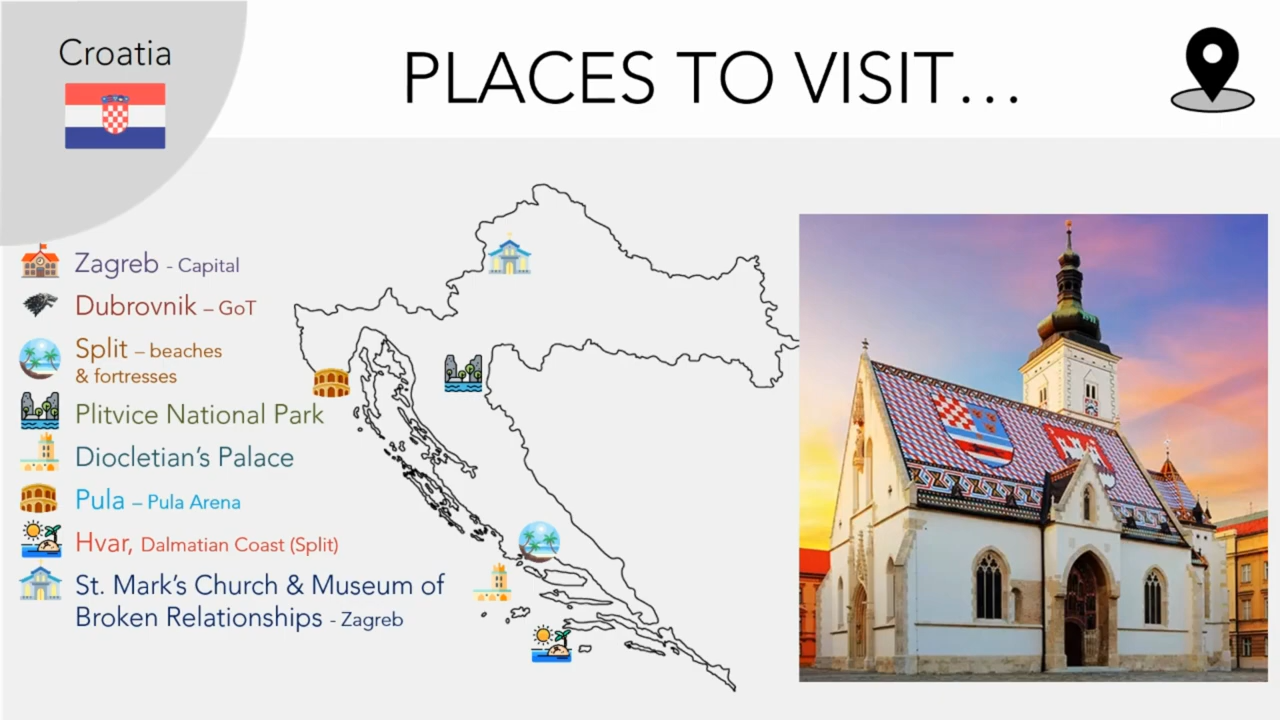 Croatia
PLACES TO VISIT...
Zagreb - Capital
Dubrovnik – GoT
Split – beaches
& fortresses
Plitvice National Park
Diocletian's Palace
Pula – Pula Arena
Hvar, Dalmatian Coast (Split)
St. Mark's Church & Museum of
Broken Relationships - Zagreb